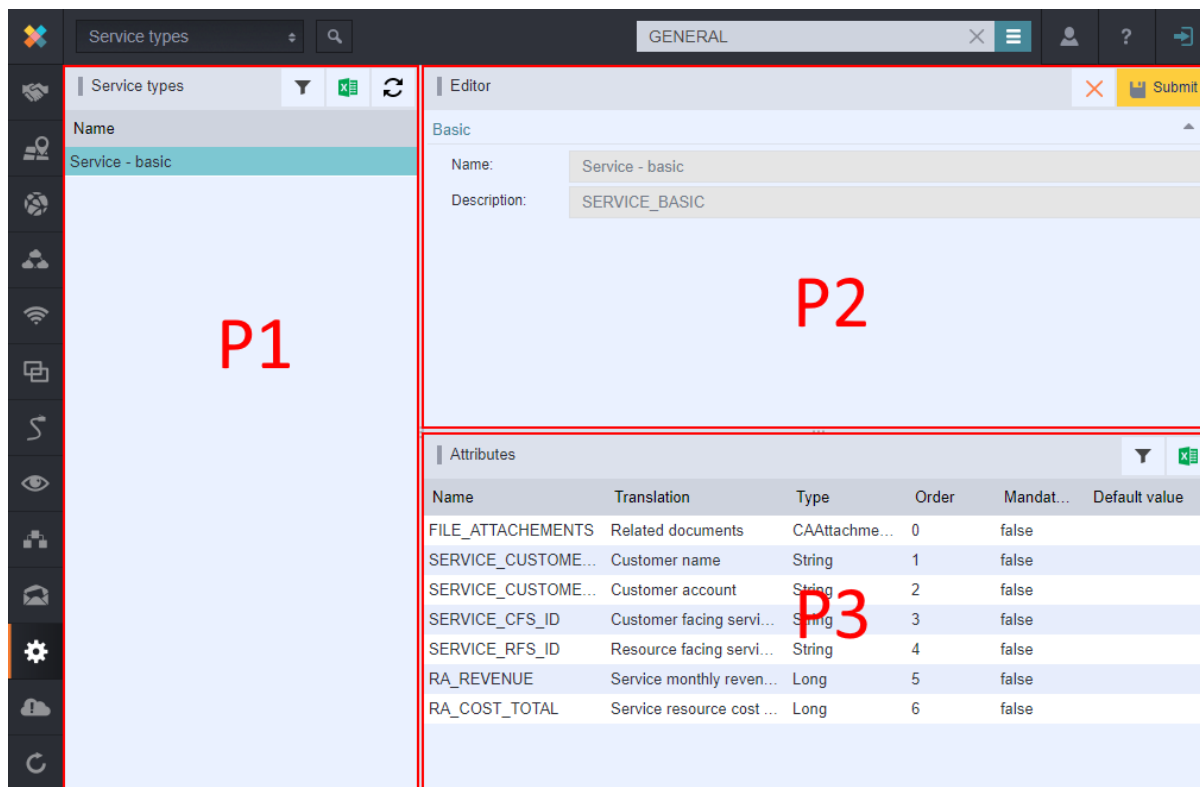 Service types
GENERAL
?
Service types
Name
Service - basic
P1
Editor
Submit
Basic
Name: Service - basic
Description: SERVICE_BASIC
P2
Attributes
Name Translation Type Order Mandat... Default value
FILE_ATTACHEMENTS Related documents CAAttachme... 0 false
SERVICE_CUSTOME... Customer name String 1 false
SERVICE_CUSTOME... Customer account String 2 false
SERVICE_CFS_ID Customer facing servi... String 3 false
SERVICE_RFS_ID Resource facing servi... String 4 false
RA_REVENUE Service monthly reven... Long 5 false
RA_COST_TOTAL Service resource cost ... Long 6 false
P3